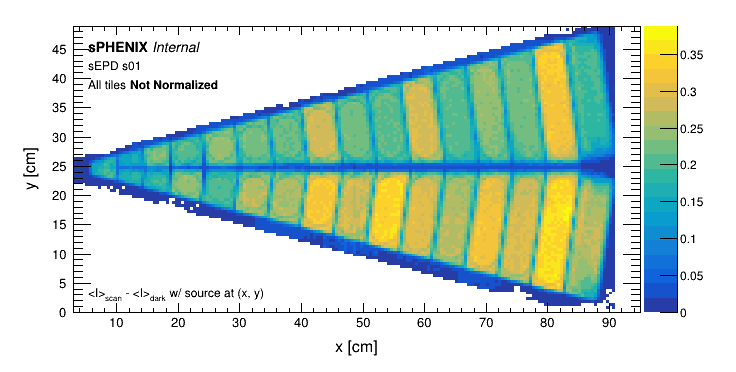 sPHENIX Internal
sEPD s01
All tiles Not Normalized
<I>scan - <I>dark w/ source at (x, y)
y [cm]
45
40
35
30
25
20
15
10
5
0
10 20 30 40 50 60 70 80 90
x [cm]
0.35
0.3
0.25
0.2
0.15
0.1
0.05
0